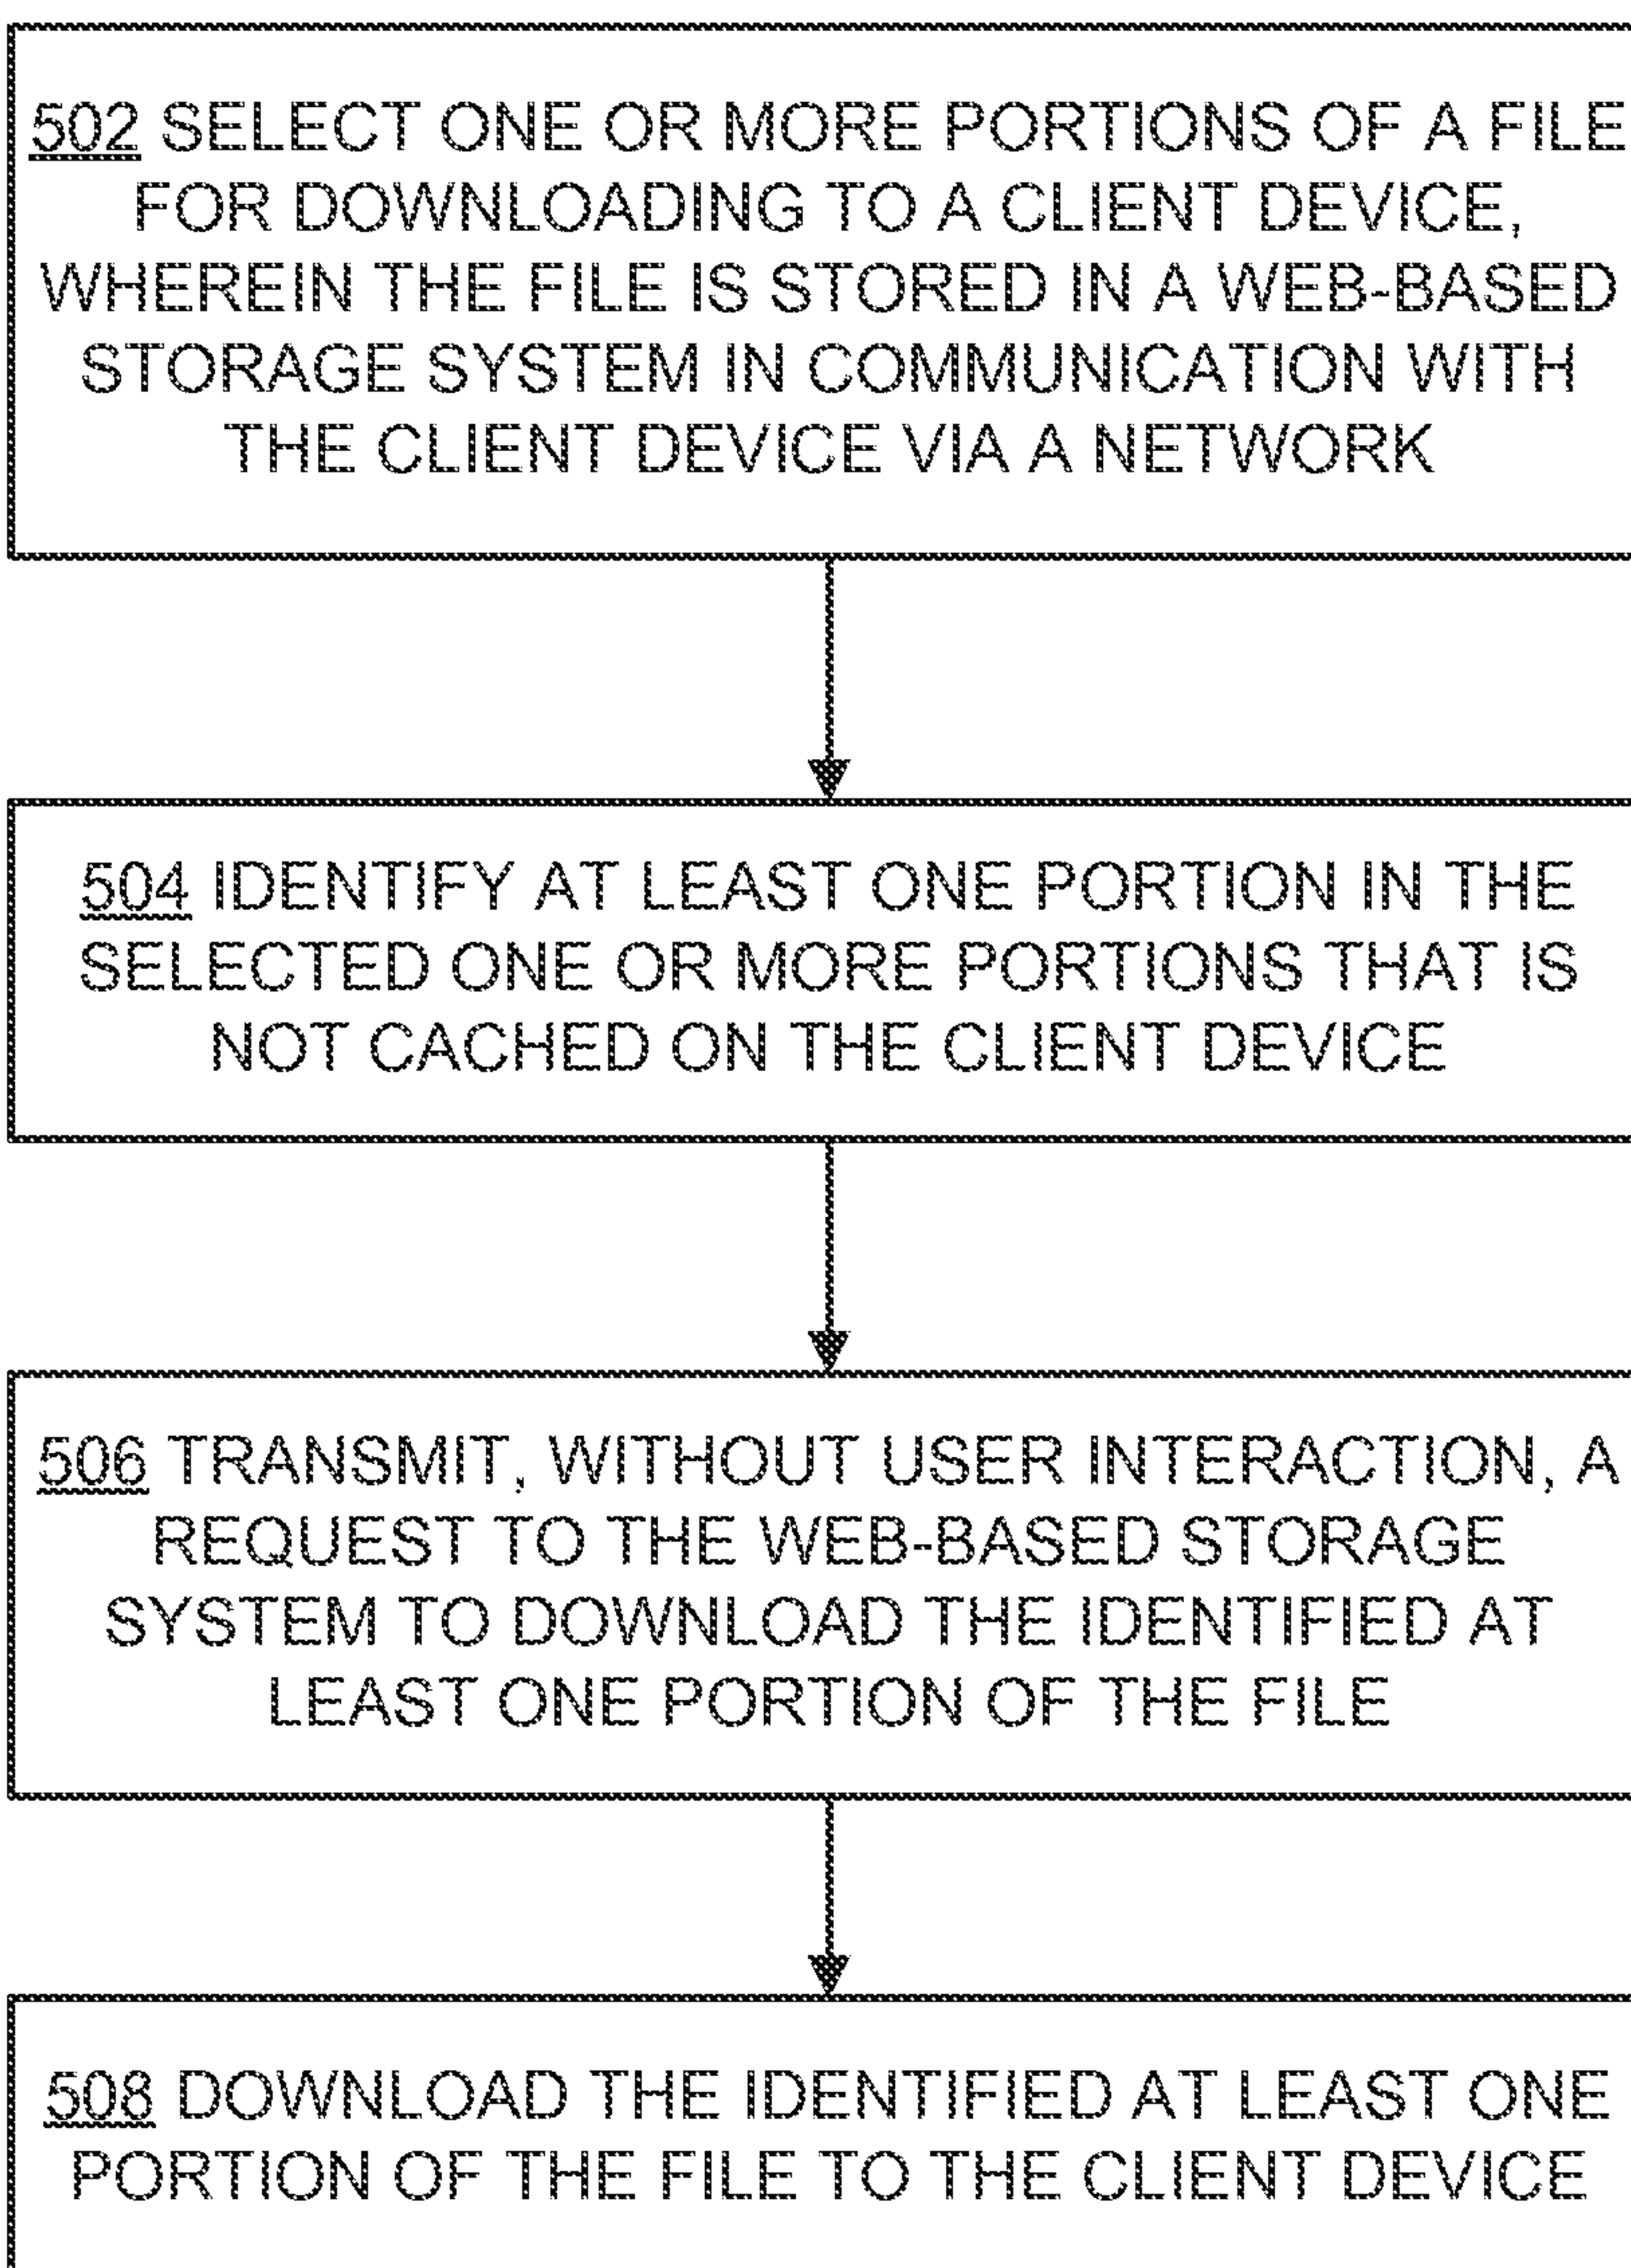 502 SELECT ONE OR MORE PORTIONS OF A FILE
FOR DOWNLOADING TO A CLIENT DEVICE,
WHEREIN THE FILE IS STORED IN A WEB-BASED
STORAGE SYSTEM IN COMMUNICATION WITH
THE CLIENT DEVICE VIA A NETWORK
504 IDENTIFY AT LEAST ONE PORTION IN THE
SELECTED ONE OR MORE PORTIONS THAT IS
NOT CACHED ON THE CLIENT DEVICE
506 TRANSMIT, WITHOUT USER INTERACTION, A
REQUEST TO THE WEB-BASED STORAGE
SYSTEM TO DOWNLOAD THE IDENTIFIED AT
LEAST ONE PORTION OF THE FILE
508 DOWNLOAD THE IDENTIFIED AT LEAST ONE
PORTION OF THE FILE TO THE CLIENT DEVICE